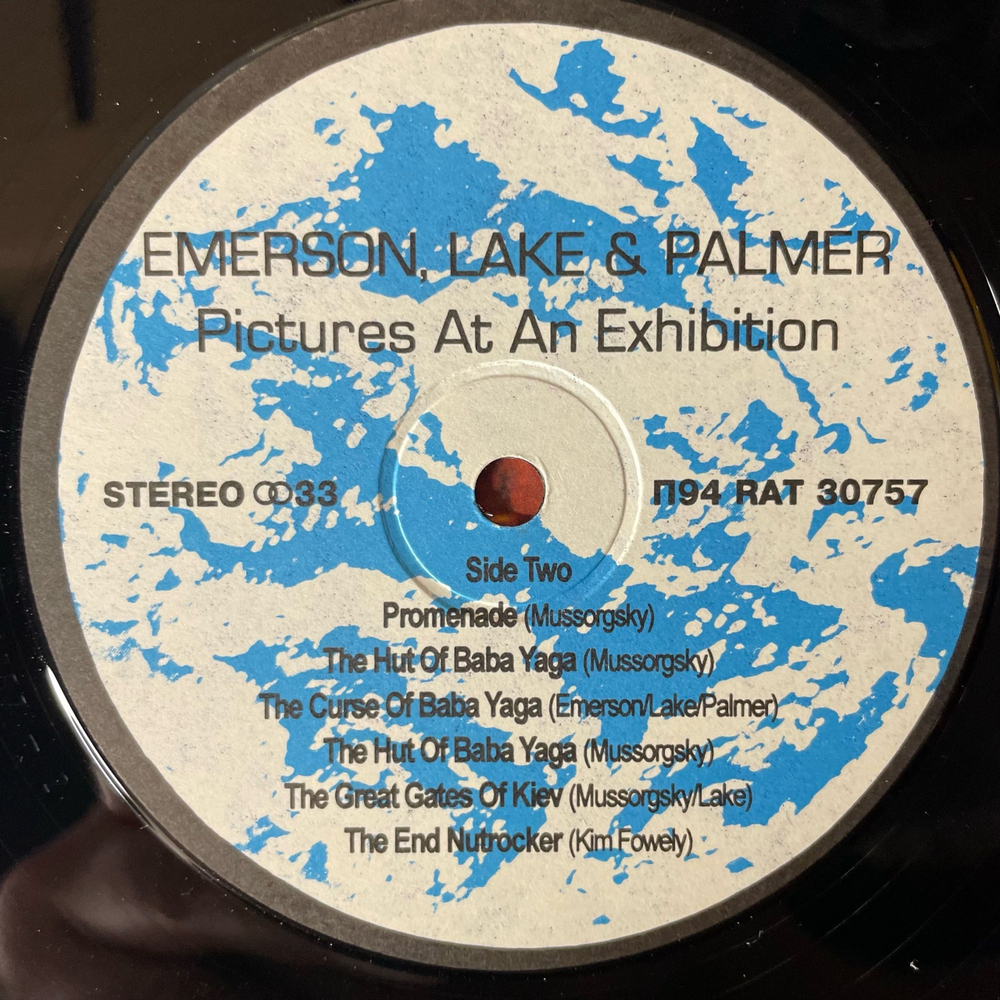 EMERSON, LAKE & PALMER
Pictures At An Exhibition
STEREO 33
П94 RAT 30757
Side Two
Promenade (Mussorgsky)
The Hut Of Baba Yaga (Mussorgsky)
The Curse Of Baba Yaga (Emerson/Lake/Palmer)
The Hut Of Baba Yaga (Mussorgsky)
The Great Gates Of Kiev (Mussorgsky/Lake)
The End Nutrocker (Kim Fowely)